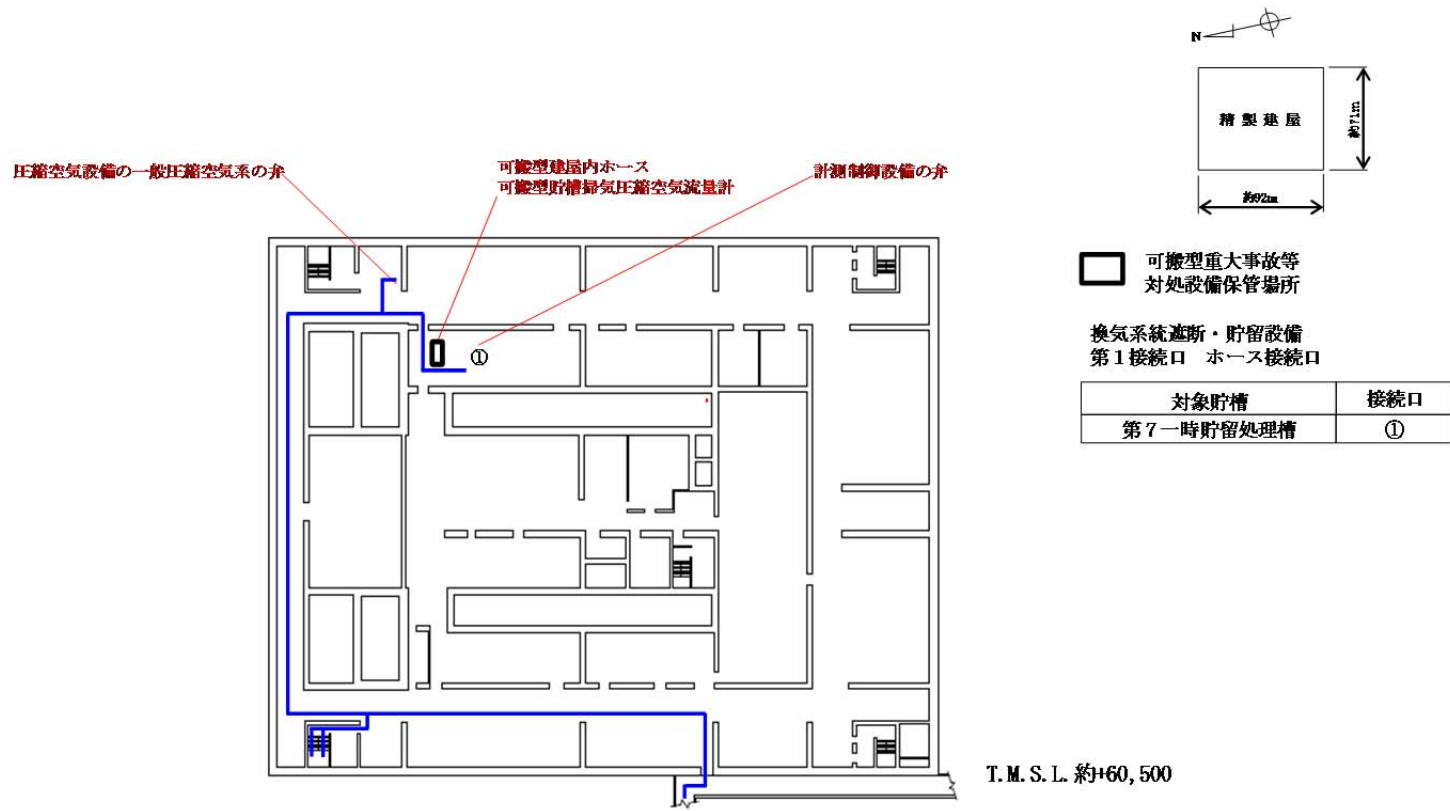 N
精製建屋
約71m
約92m
圧縮空気設備の一般圧縮空気系の弁
可搬型建屋内ホース
可搬型貯槽掃気圧縮空気流量計
計測制御設備の弁
①
可搬型重大事故等
対処設備保管場所
換気系統遮断・貯留設備
第1接続口 ホース接続口
対象貯槽 接続口
第7一時貯留処理槽 ①
T.M.S.L.約+60,500